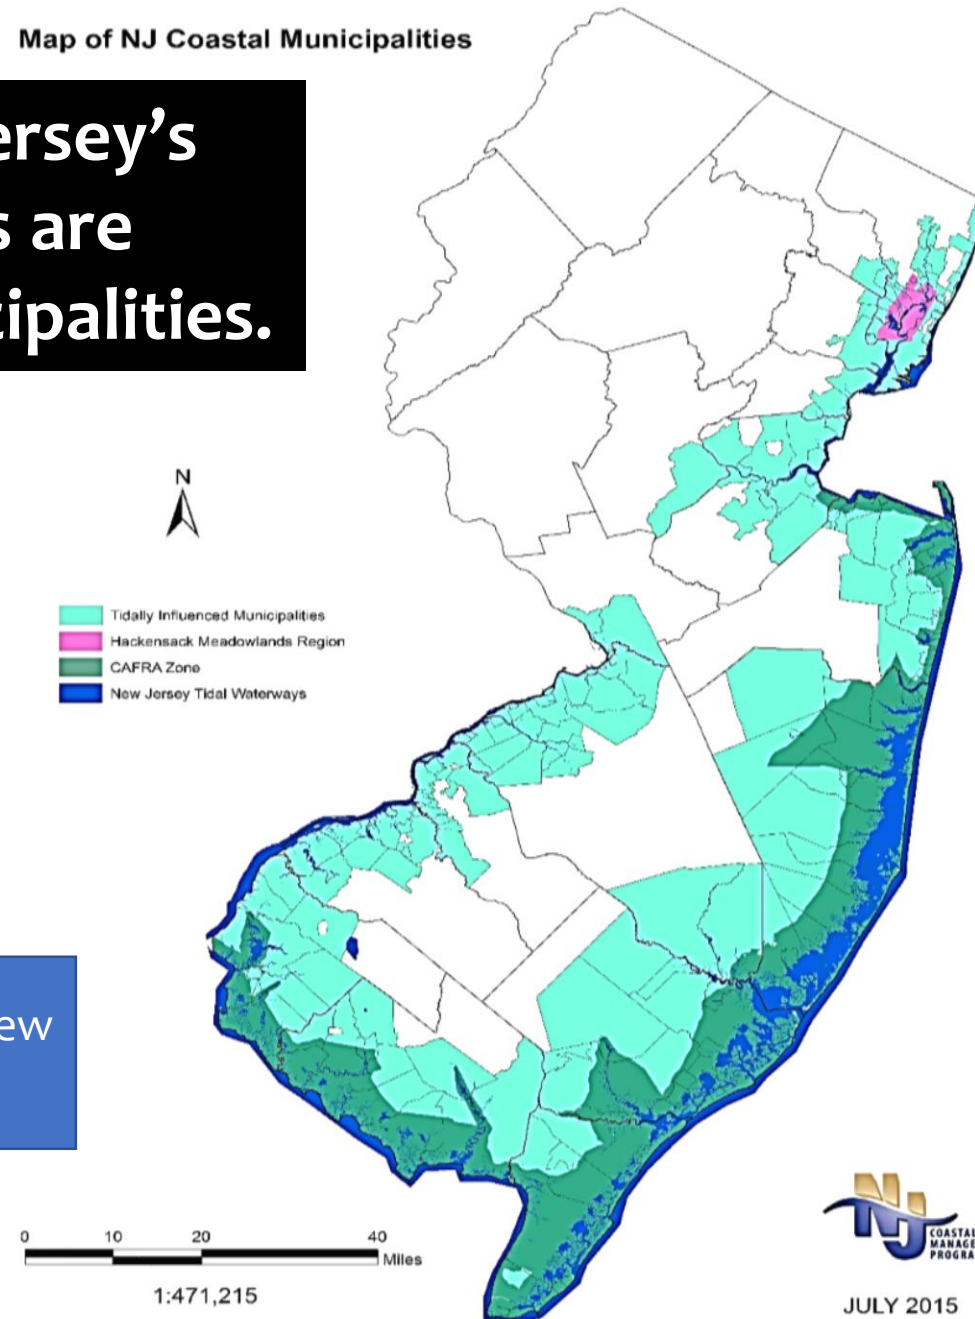 Map of NJ Coastal Municipalities
ersey’s
s are
cipalities.
N
Tidally Influenced Municipalities
Hackensack Meadowlands Region
CAFRA Zone
New Jersey Tidal Waterways
ew
0 10 20 40
Miles
1:471,215
NJ
COASTAL
MANAGE
PROGRA
JULY 2015